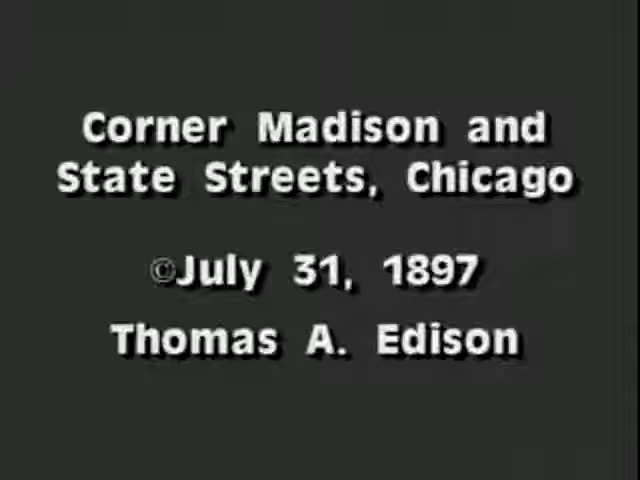 Corner Madison and
State Streets, Chicago
©July 31, 1897
Thomas A. Edison